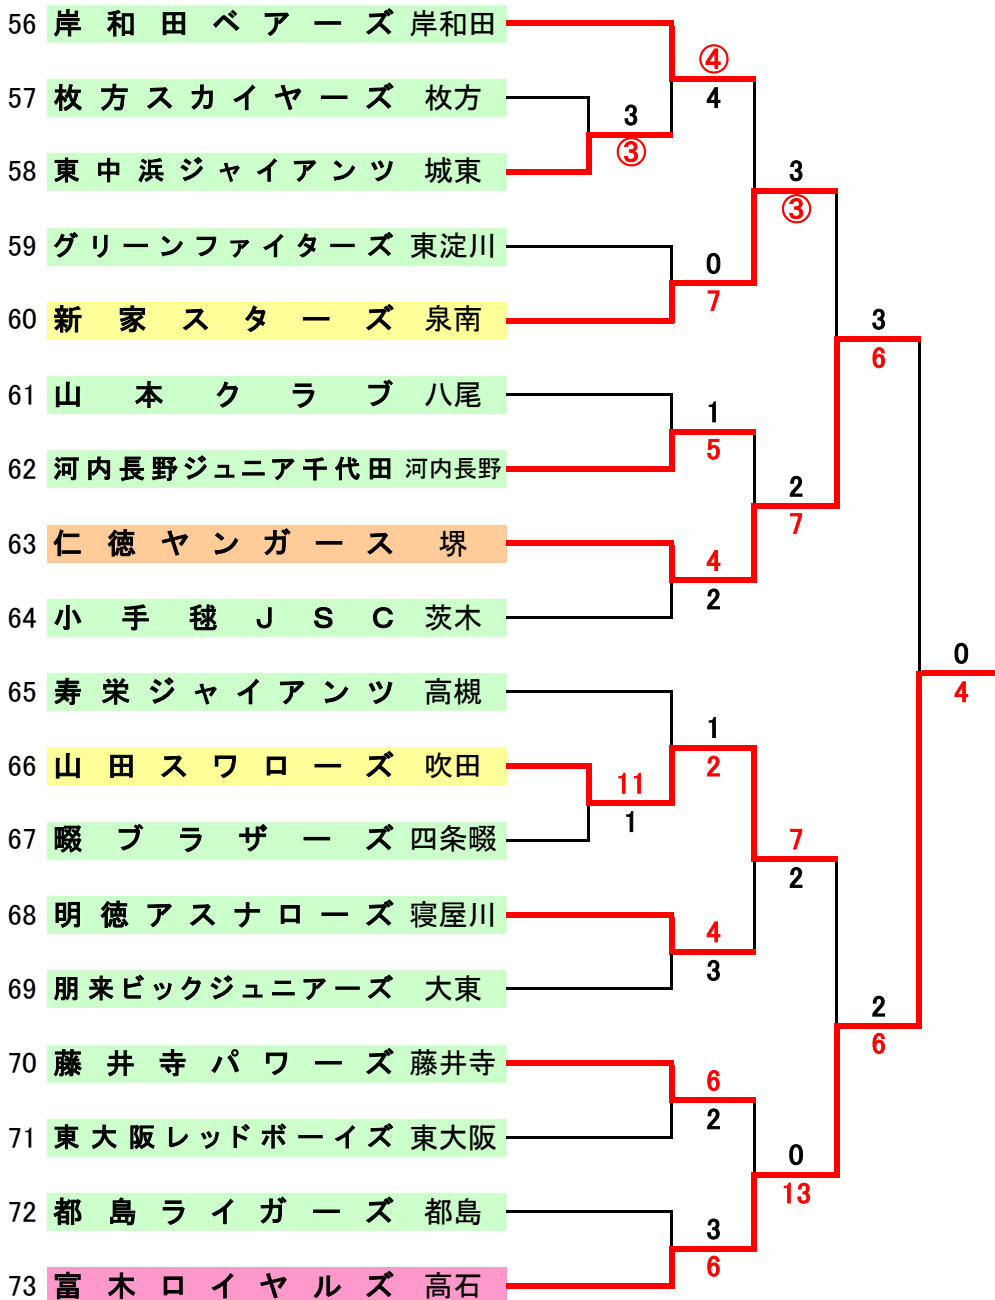 56 岸和田ベアーズ 岸和田
④
4
57 枚方スカイヤーズ 枚方
3
③
58 東中浜ジャイアンツ 城東
3
③
59 グリーンファイターズ 東淀川
0
7
60 新家スターズ 泉南
3
6
61 山本クラブ 八尾
1
5
62 河内長野ジュニア千代田 河内長野
2
7
63 仁徳ヤンガース 堺
4
2
64 小手毬JSC 茨木
0
4
65 寿栄ジャイアンツ 高槻
1
2
66 山田スワローズ 吹田
11
1
67 畷ブラザーズ 四条畷
7
2
68 明徳アスナローズ 寝屋川
4
3
69 朋来ビックジュニアーズ 大東
2
6
70 藤井寺パワーズ 藤井寺
6
2
71 東大阪レッドボーイズ 東大阪
0
13
72 都島ライガーズ 都島
3
6
73 富木ロイヤルズ 高石